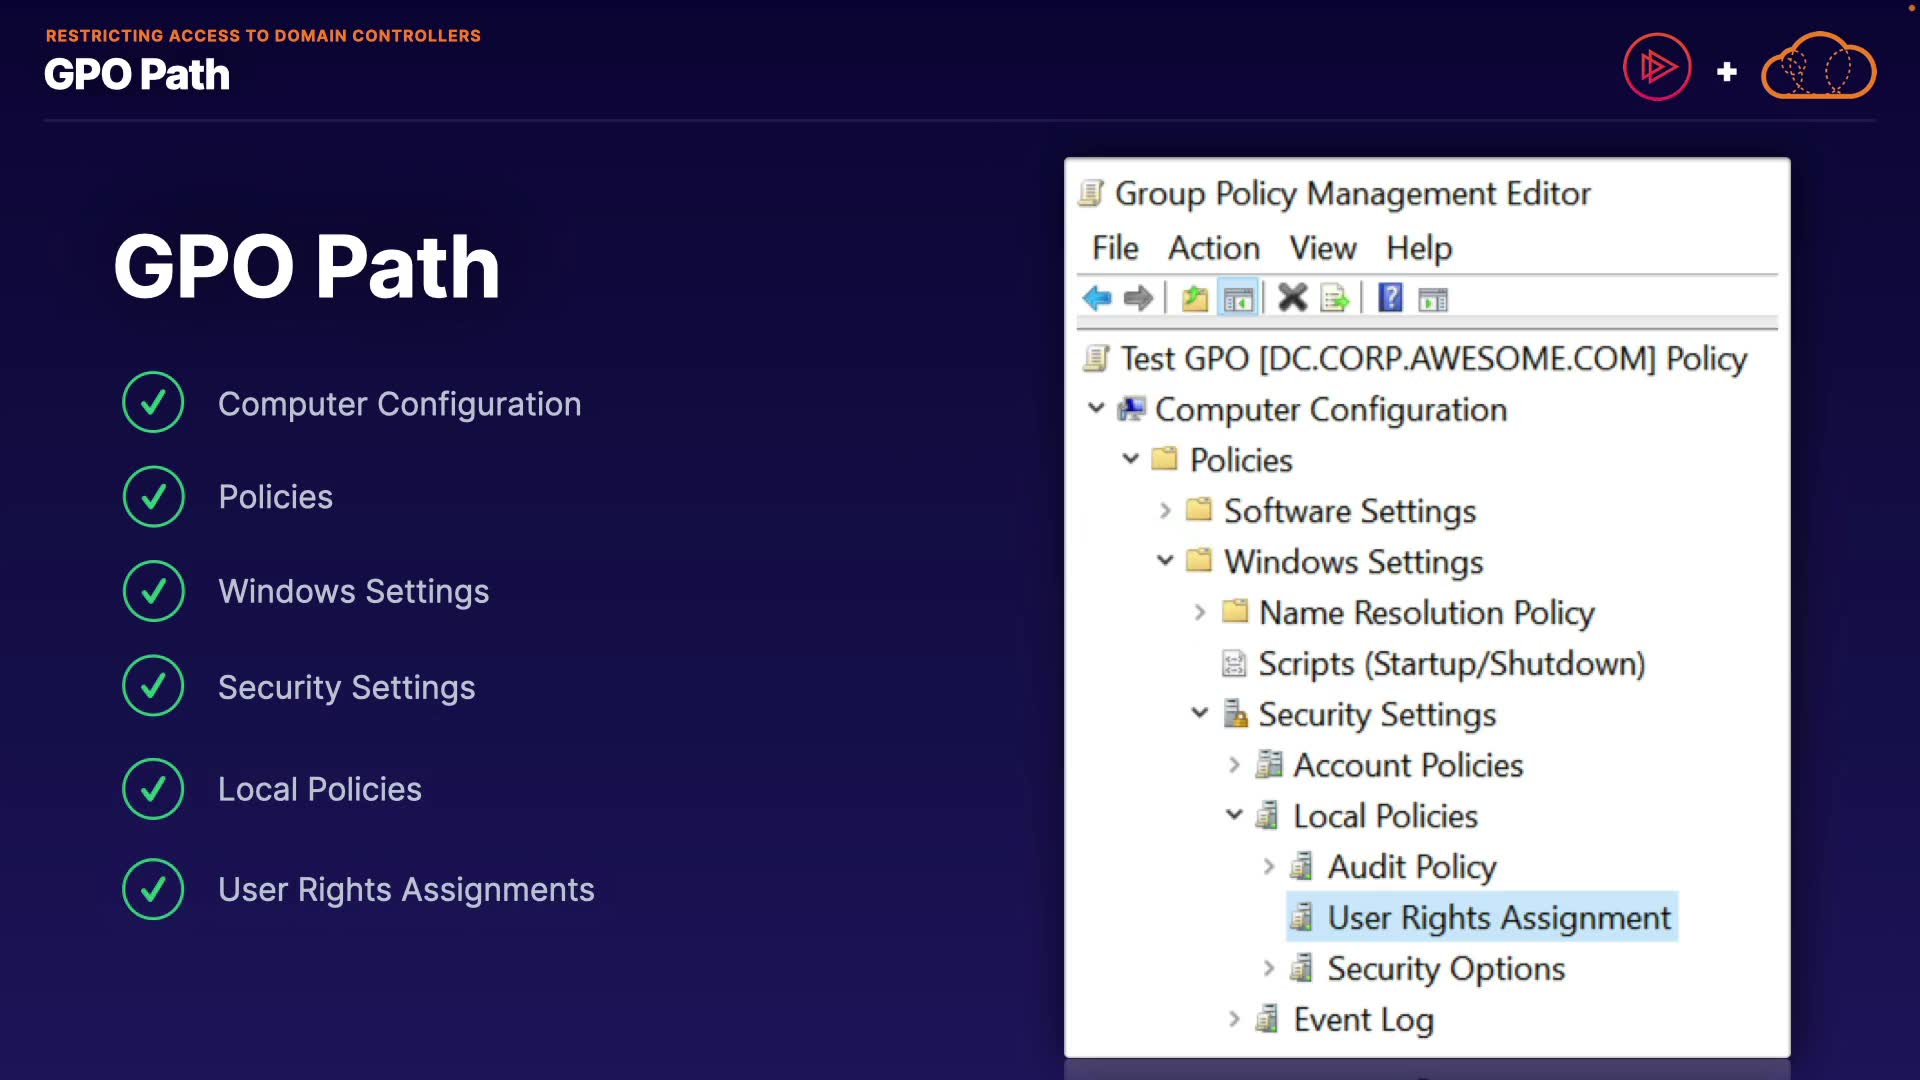 RESTRICTING ACCESS TO DOMAIN CONTROLLERS
GPO Path
GPO Path
Computer Configuration
Policies
Windows Settings
Security Settings
Local Policies
User Rights Assignments
Group Policy Management Editor
File Action View Help
Test GPO [DC.CORP.AWESOME.COM] Policy
Computer Configuration
Policies
Software Settings
Windows Settings
Name Resolution Policy
Scripts (Startup/Shutdown)
Security Settings
Account Policies
Local Policies
Audit Policy
User Rights Assignment
Security Options
Event Log